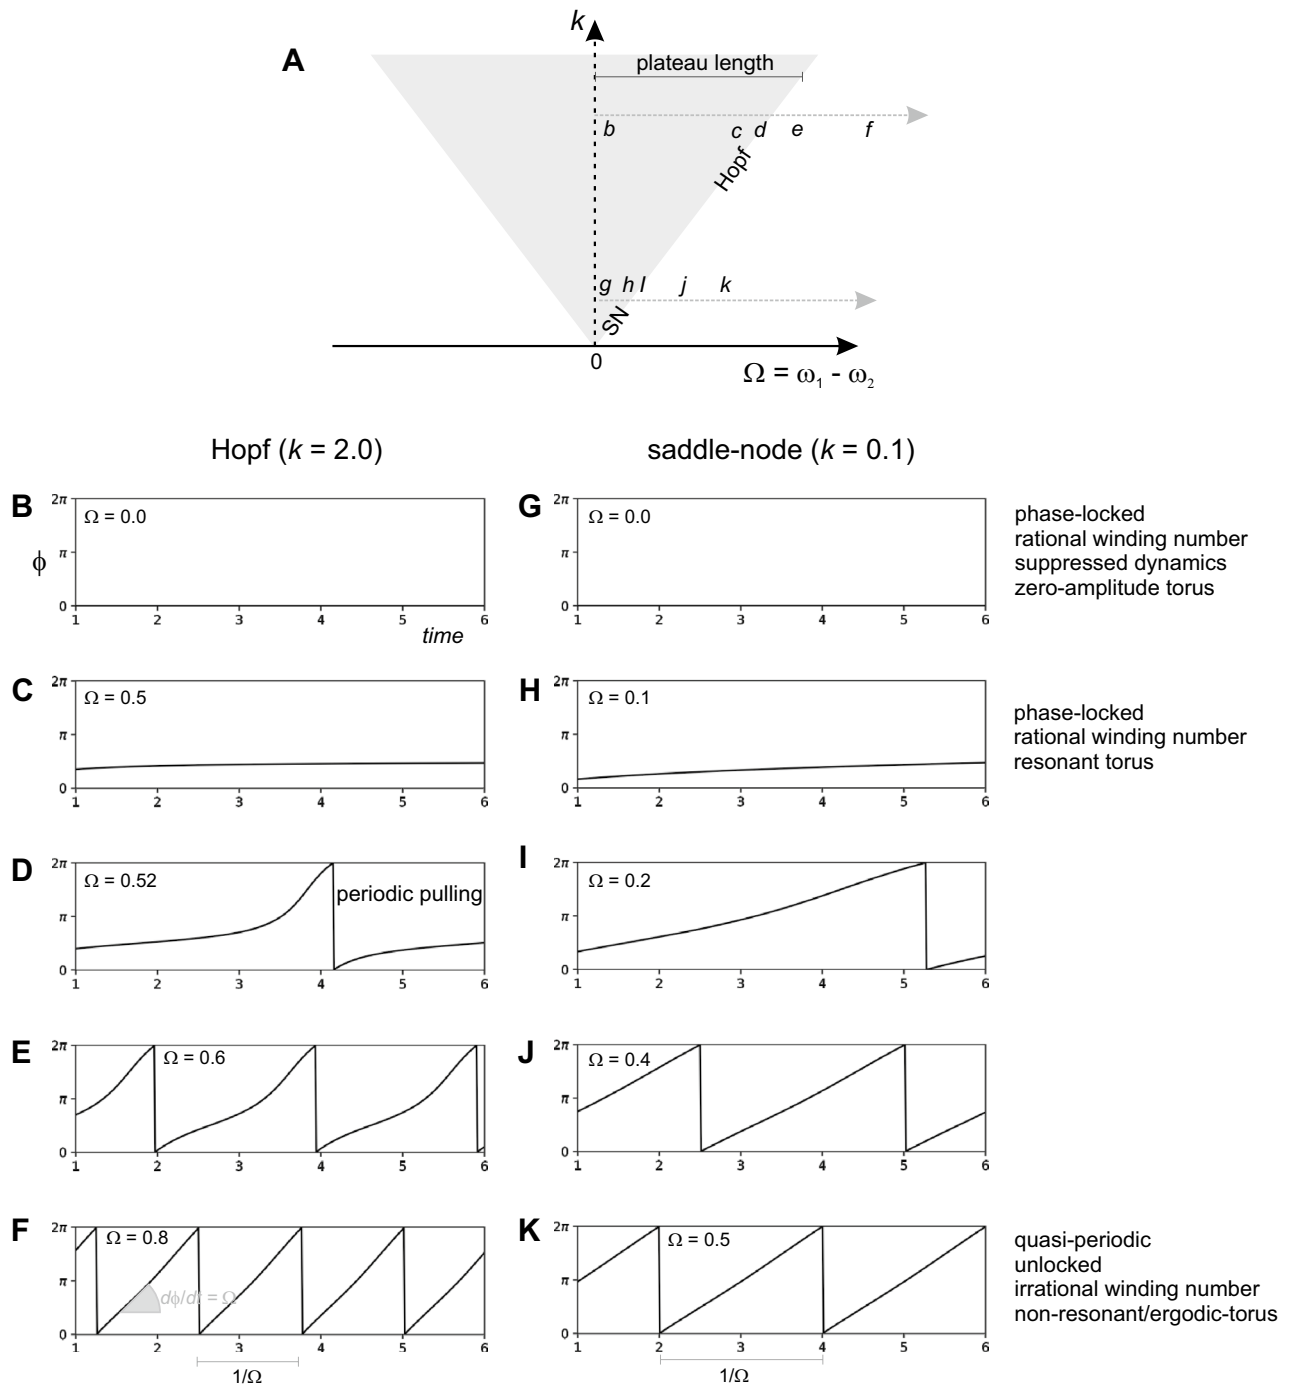 A
k
plateau length
b c d e f
Hopf
g h l j k
SN
0
Ω = ω1 - ω2
Hopf (k = 2.0)
saddle-node (k = 0.1)
B
2π
Ω = 0.0
ϕ π
0
1 2 3 4 5 6
time
G
2π
Ω = 0.0
π
0
1 2 3 4 5 6
phase-locked
rational winding number
suppressed dynamics
zero-amplitude torus
C
2π
Ω = 0.5
π
0
1 2 3 4 5 6
H
2π
Ω = 0.1
π
0
1 2 3 4 5 6
phase-locked
rational winding number
resonant torus
D
2π
Ω = 0.52
periodic pulling
π
0
1 2 3 4 5 6
I
2π
Ω = 0.2
π
0
1 2 3 4 5 6
E
2π
Ω = 0.6
π
0
1 2 3 4 5 6
J
2π
Ω = 0.4
π
0
1 2 3 4 5 6
F
2π
Ω = 0.8
π
dϕ/dt = Ω
0
1 2 3 4 5 6
1/Ω
K
2π
Ω = 0.5
π
0
1 2 3 4 5 6
1/Ω
quasi-periodic
unlocked
irrational winding number
non-resonant/ergodic-torus